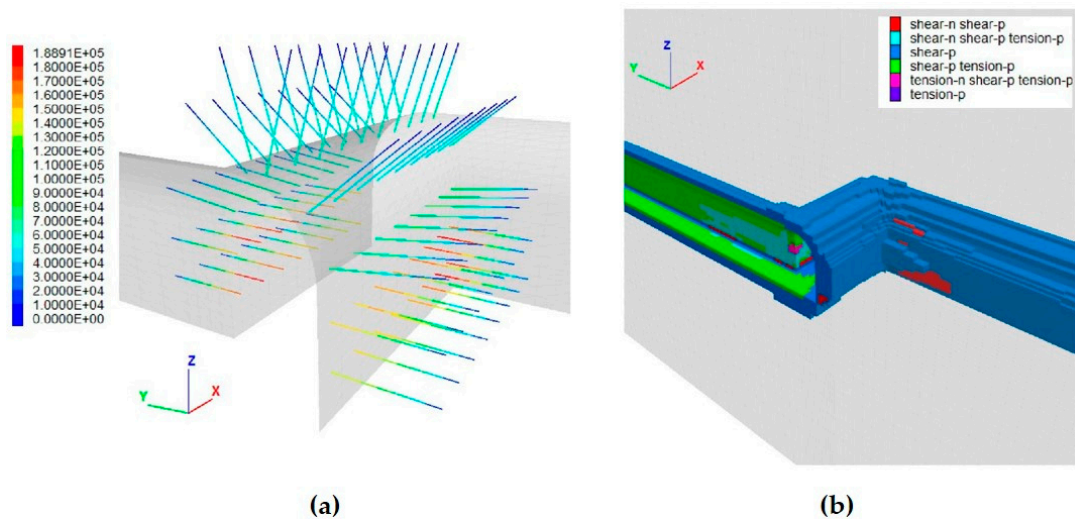 1.8891E+05
1.8000E+05
1.7000E+05
1.6000E+05
1.5000E+05
1.4000E+05
1.3000E+05
1.2000E+05
1.1000E+05
1.0000E+05
9.0000E+04
8.0000E+04
7.0000E+04
6.0000E+04
5.0000E+04
4.0000E+04
3.0000E+04
2.0000E+04
1.0000E+04
0.0000E+00
Z
Y
X
(a)
shear-n shear-p
shear-n shear-p tension-p
shear-p
shear-p tension-p
tension-n shear-p tension-p
tension-p
Z
Y
X
(b)